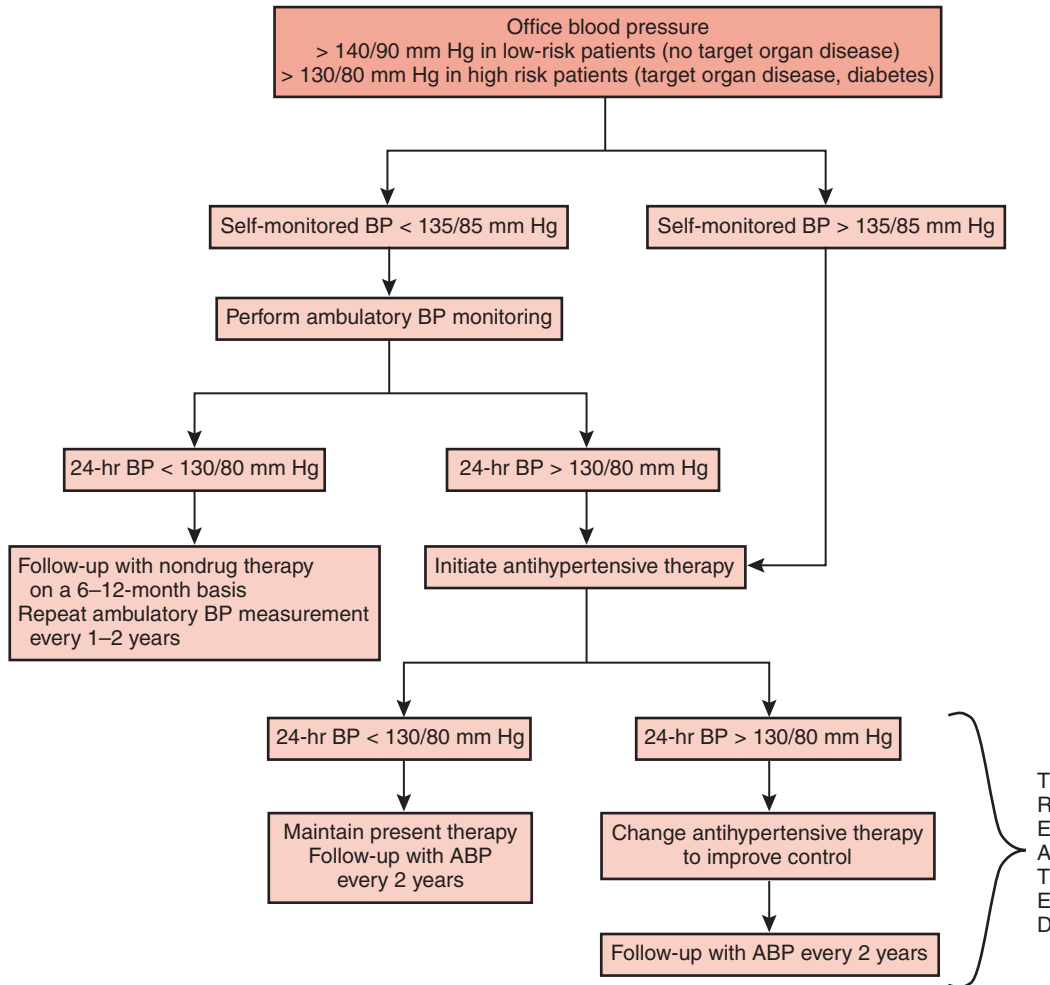 Office blood pressure
> 140/90 mm Hg in low-risk patients (no target organ disease)
> 130/80 mm Hg in high risk patients (target organ disease, diabetes)
Self-monitored BP < 135/85 mm Hg
Self-monitored BP > 135/85 mm Hg
Perform ambulatory BP monitoring
24-hr BP < 130/80 mm Hg
24-hr BP > 130/80 mm Hg
Follow-up with nondrug therapy
on a 6–12-month basis
Repeat ambulatory BP measurement
every 1–2 years
Initiate antihypertensive therapy
24-hr BP < 130/80 mm Hg
24-hr BP > 130/80 mm Hg
Maintain present therapy
Follow-up with ABP
every 2 years
Change antihypertensive therapy
to improve control
Follow-up with ABP every 2 years
T
R
E
A
T
E
D